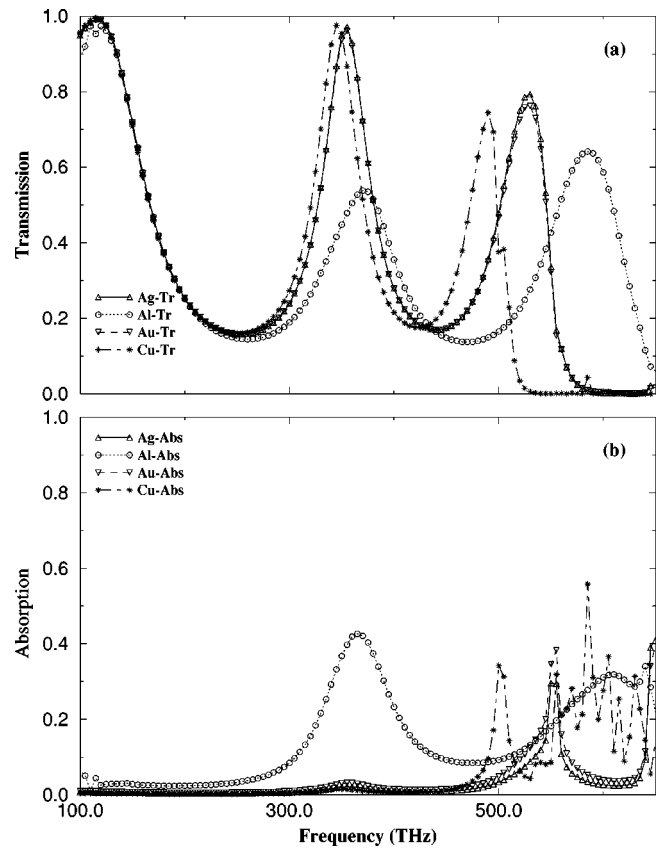 1.0
(a)
0.8
0.6
Transmission
0.4
Ag-Tr
Al-Tr
0.2
Au-Tr
Cu-Tr
0.0
1.0
Ag-Abs
(b)
Al-Abs
Au-Abs
0.8
Cu-Abs
0.6
Absorption
0.4
0.2
0.0
100.0 300.0 500.0
Frequency (THz)